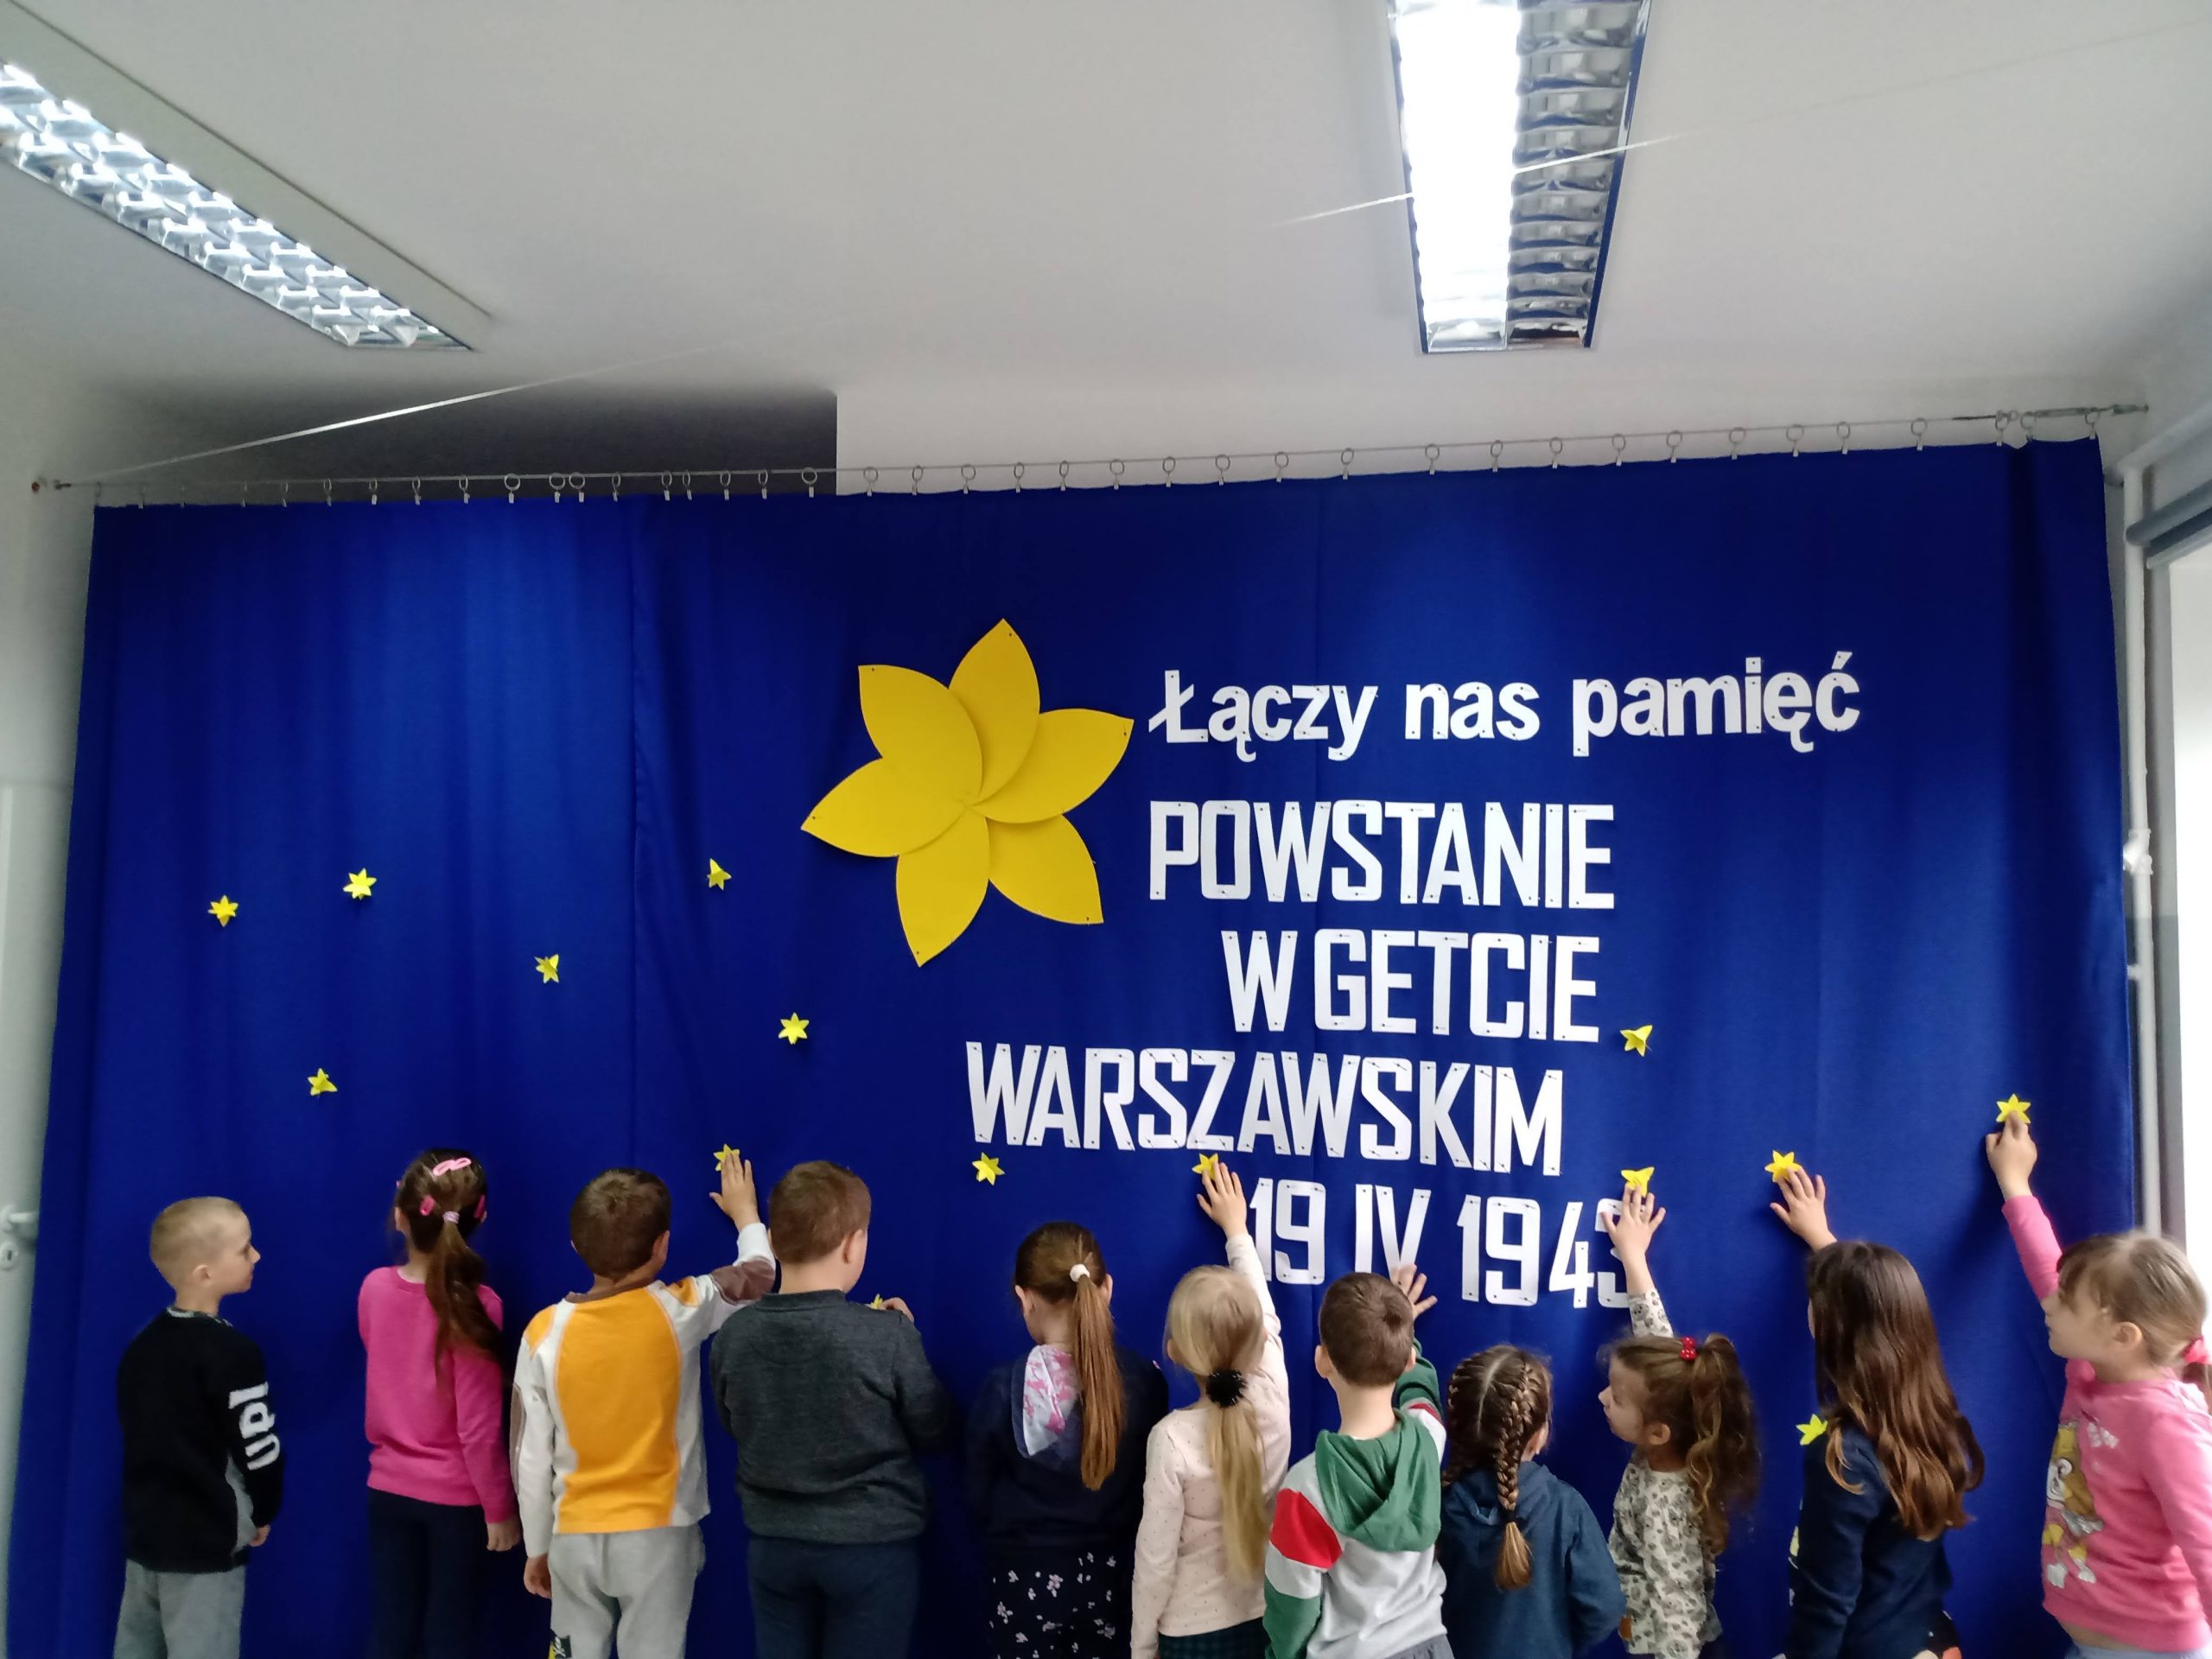 Łączy nas pamięć
POWSTANIE
W GETCIE
WARSZAWSKIM
19 IV 1943